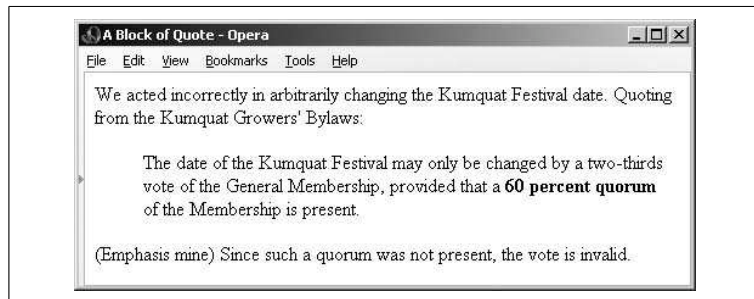 A Block of Quote - Opera
File Edit View Bookmarks Tools Help
We acted incorrectly in arbitrarily changing the Kumquat Festival date. Quoting
from the Kumquat Growers' Bylaws:
The date of the Kumquat Festival may only be changed by a two-thirds
vote of the General Membership, provided that a 60 percent quorum
of the Membership is present.
(Emphasis mine) Since such a quorum was not present, the vote is invalid.